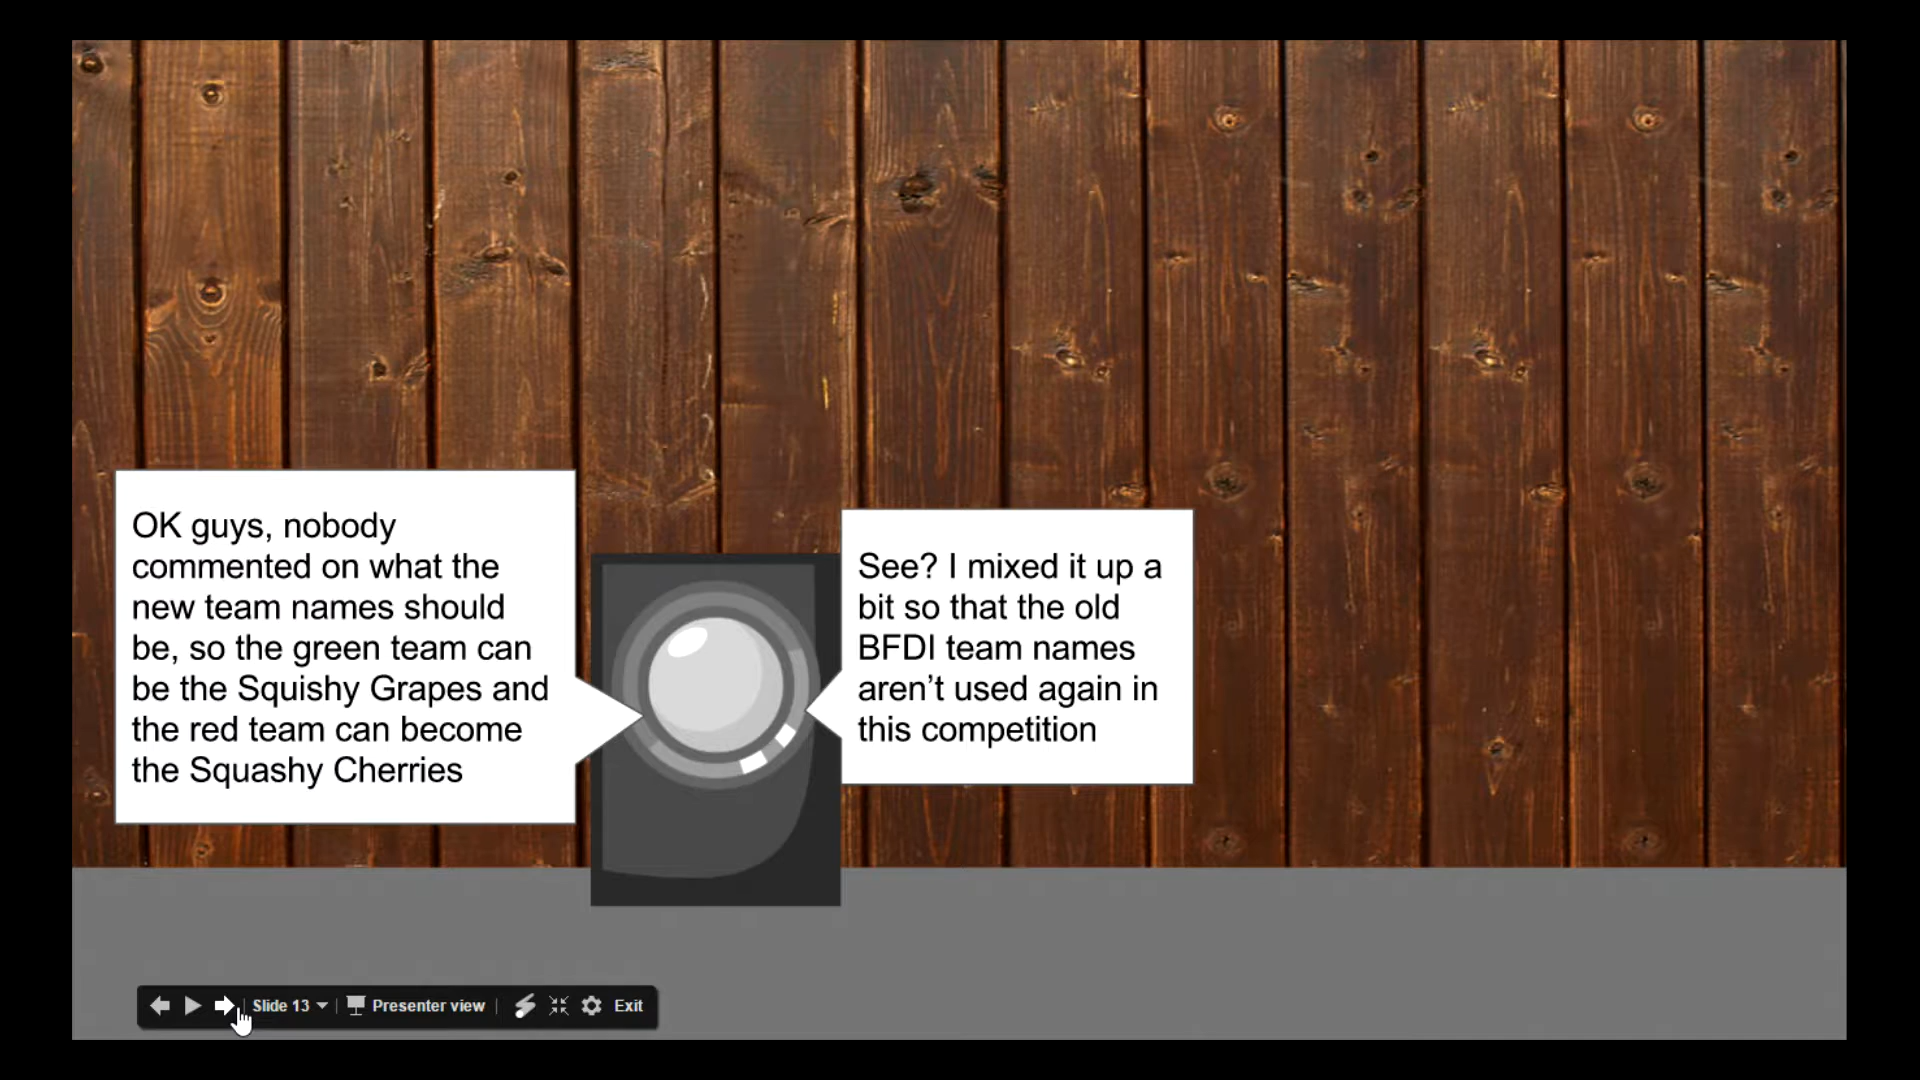 OK guys, nobody
commented on what the
new team names should
be, so the green team can
be the Squishy Grapes and
the red team can become
the Squashy Cherries
See? I mixed it up a
bit so that the old
BFDI team names
aren’t used again in
this competition
Slide 13 Presenter view Exit